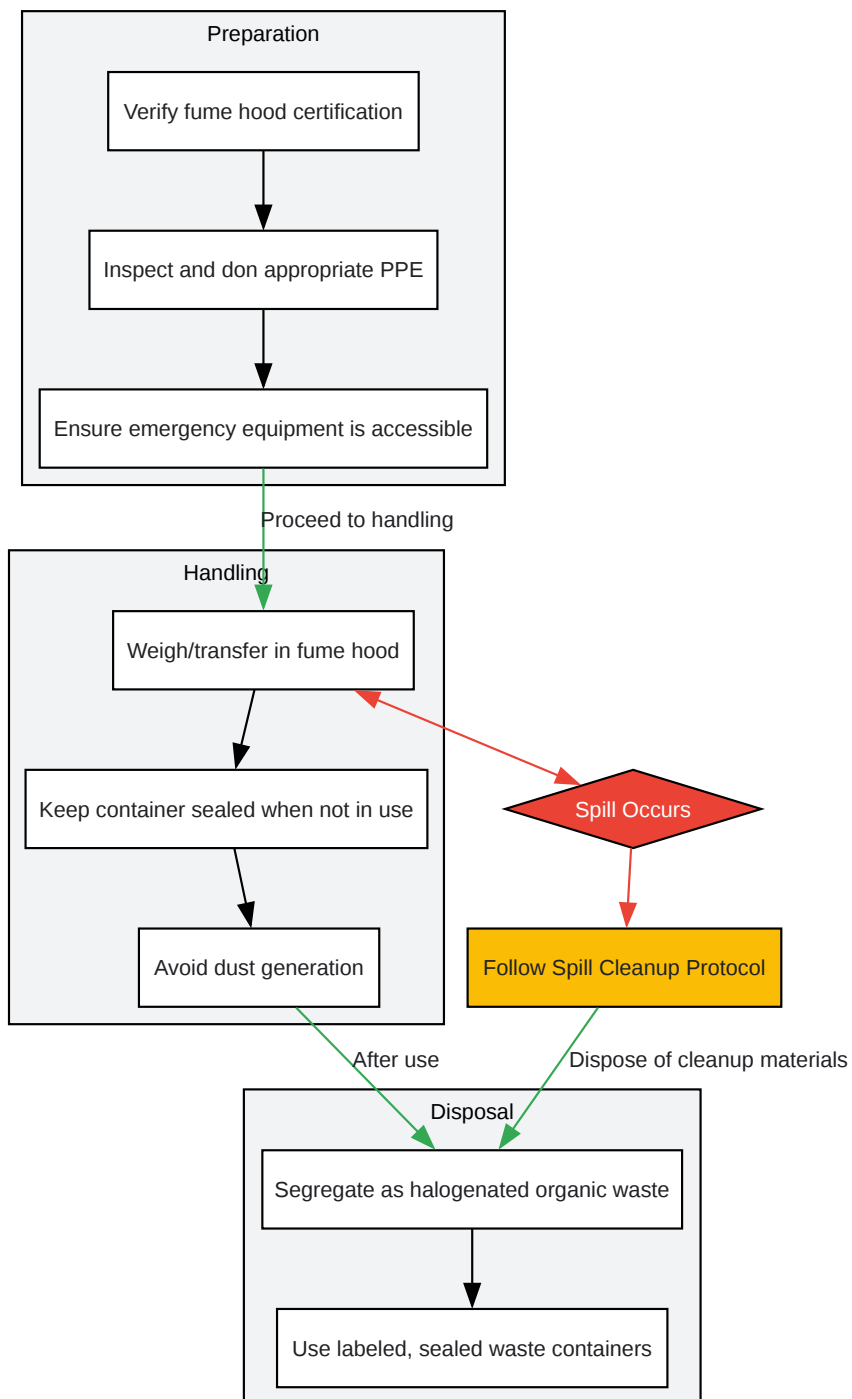 Preparation
Verify fume hood certification
Inspect and don appropriate PPE
Ensure emergency equipment is accessible
Proceed to handling
Handling
Weigh/transfer in fume hood
Keep container sealed when not in use
Spill Occurs
Avoid dust generation
Follow Spill Cleanup Protocol
After use
Dispose of cleanup materials
Disposal
Segregate as halogenated organic waste
Use labeled, sealed waste containers